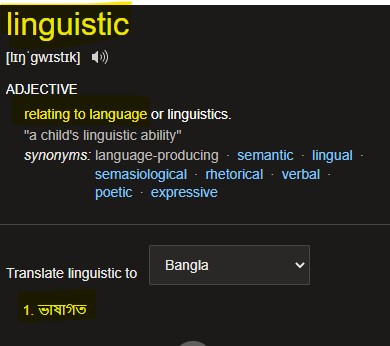 linguistic
[lɪŋˈɡwɪstɪk]
ADJECTIVE
relating to language or linguistics.
"a child's linguistic ability"
synonyms: language-producing · semantic · lingual ·
semasiological · rhetorical · verbal ·
poetic · expressive
Translate linguistic to Bangla
1. ভাষাগত